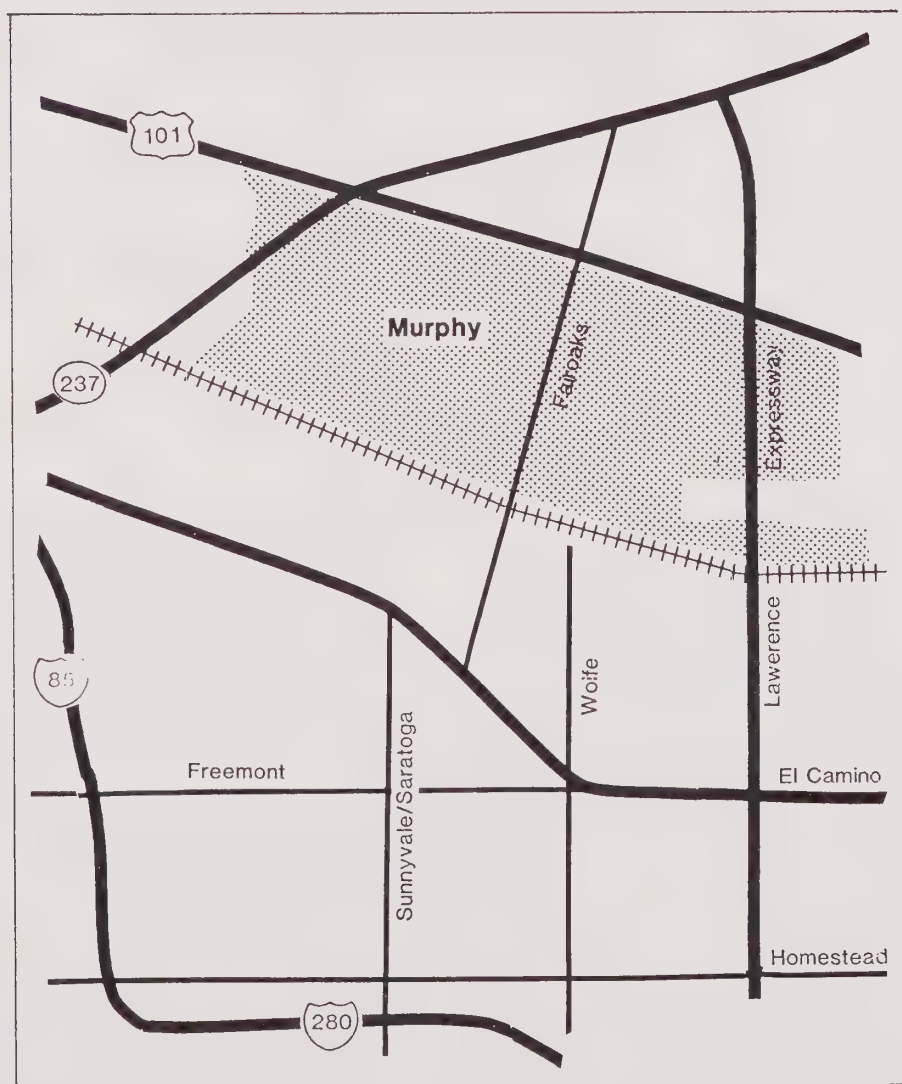 101
Murphy
Fairoaks
Expressway
237
85
Wolfe
Lawerence
Sunnyvale/Saratoga
Freemont
El Camino
Homestead
280